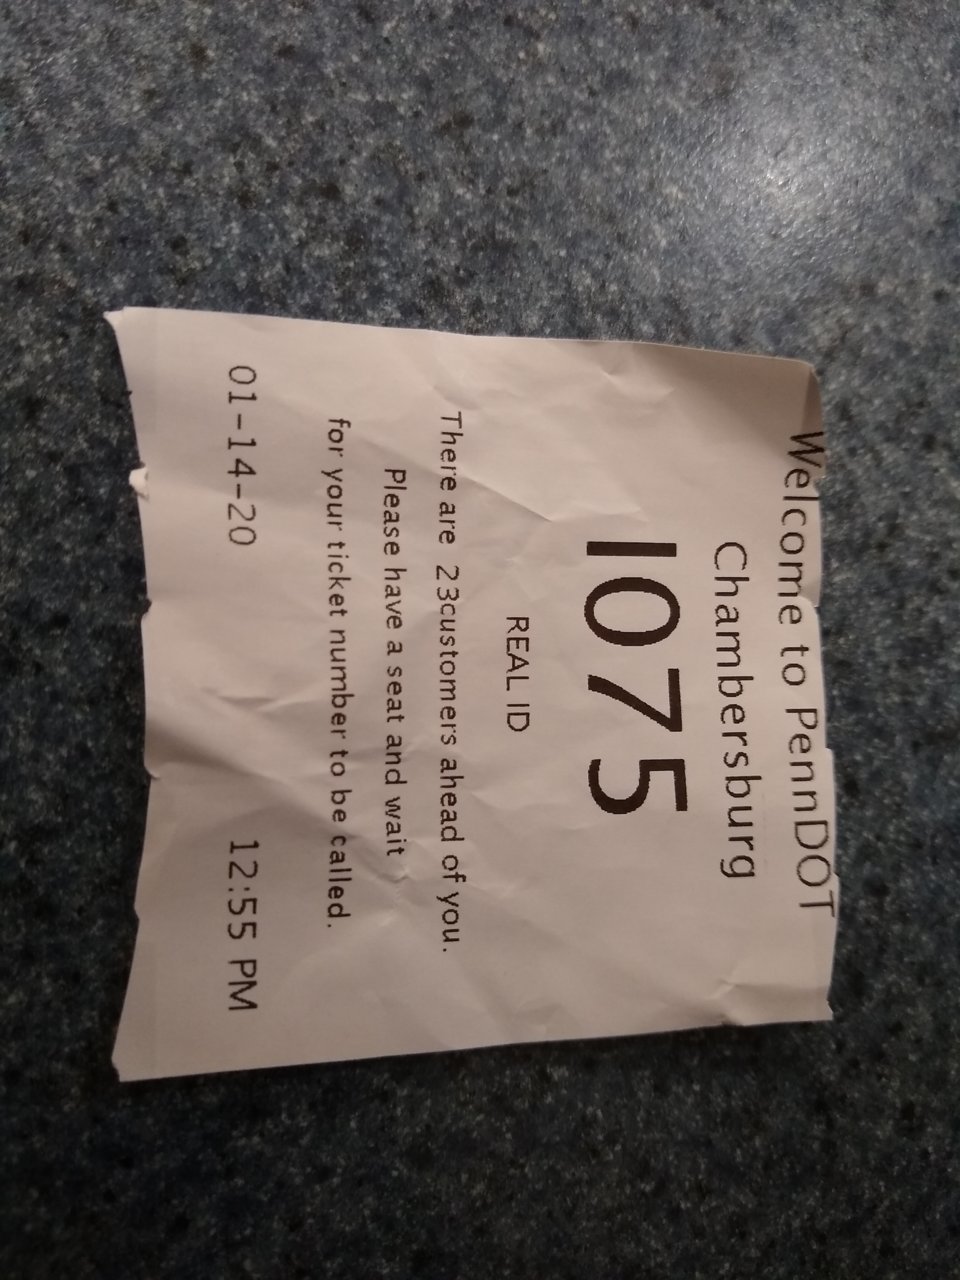 Welcome to PennDOT
Chambersburg
I075
REAL ID
There are 23customers ahead of you.
Please have a seat and wait
for your ticket number to be called.
01-14-20 12:55 PM